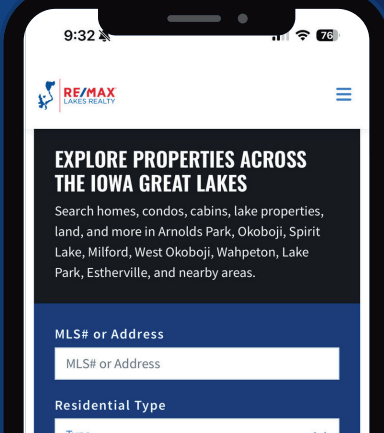 9:32
76
RE/MAX
LAKES REALTY
EXPLORE PROPERTIES ACROSS
THE IOWA GREAT LAKES
Search homes, condos, cabins, lake properties,
land, and more in Arnolds Park, Okoboji, Spirit
Lake, Milford, West Okoboji, Wahpeton, Lake
Park, Estherville, and nearby areas.
MLS# or Address
MLS# or Address
Residential Type